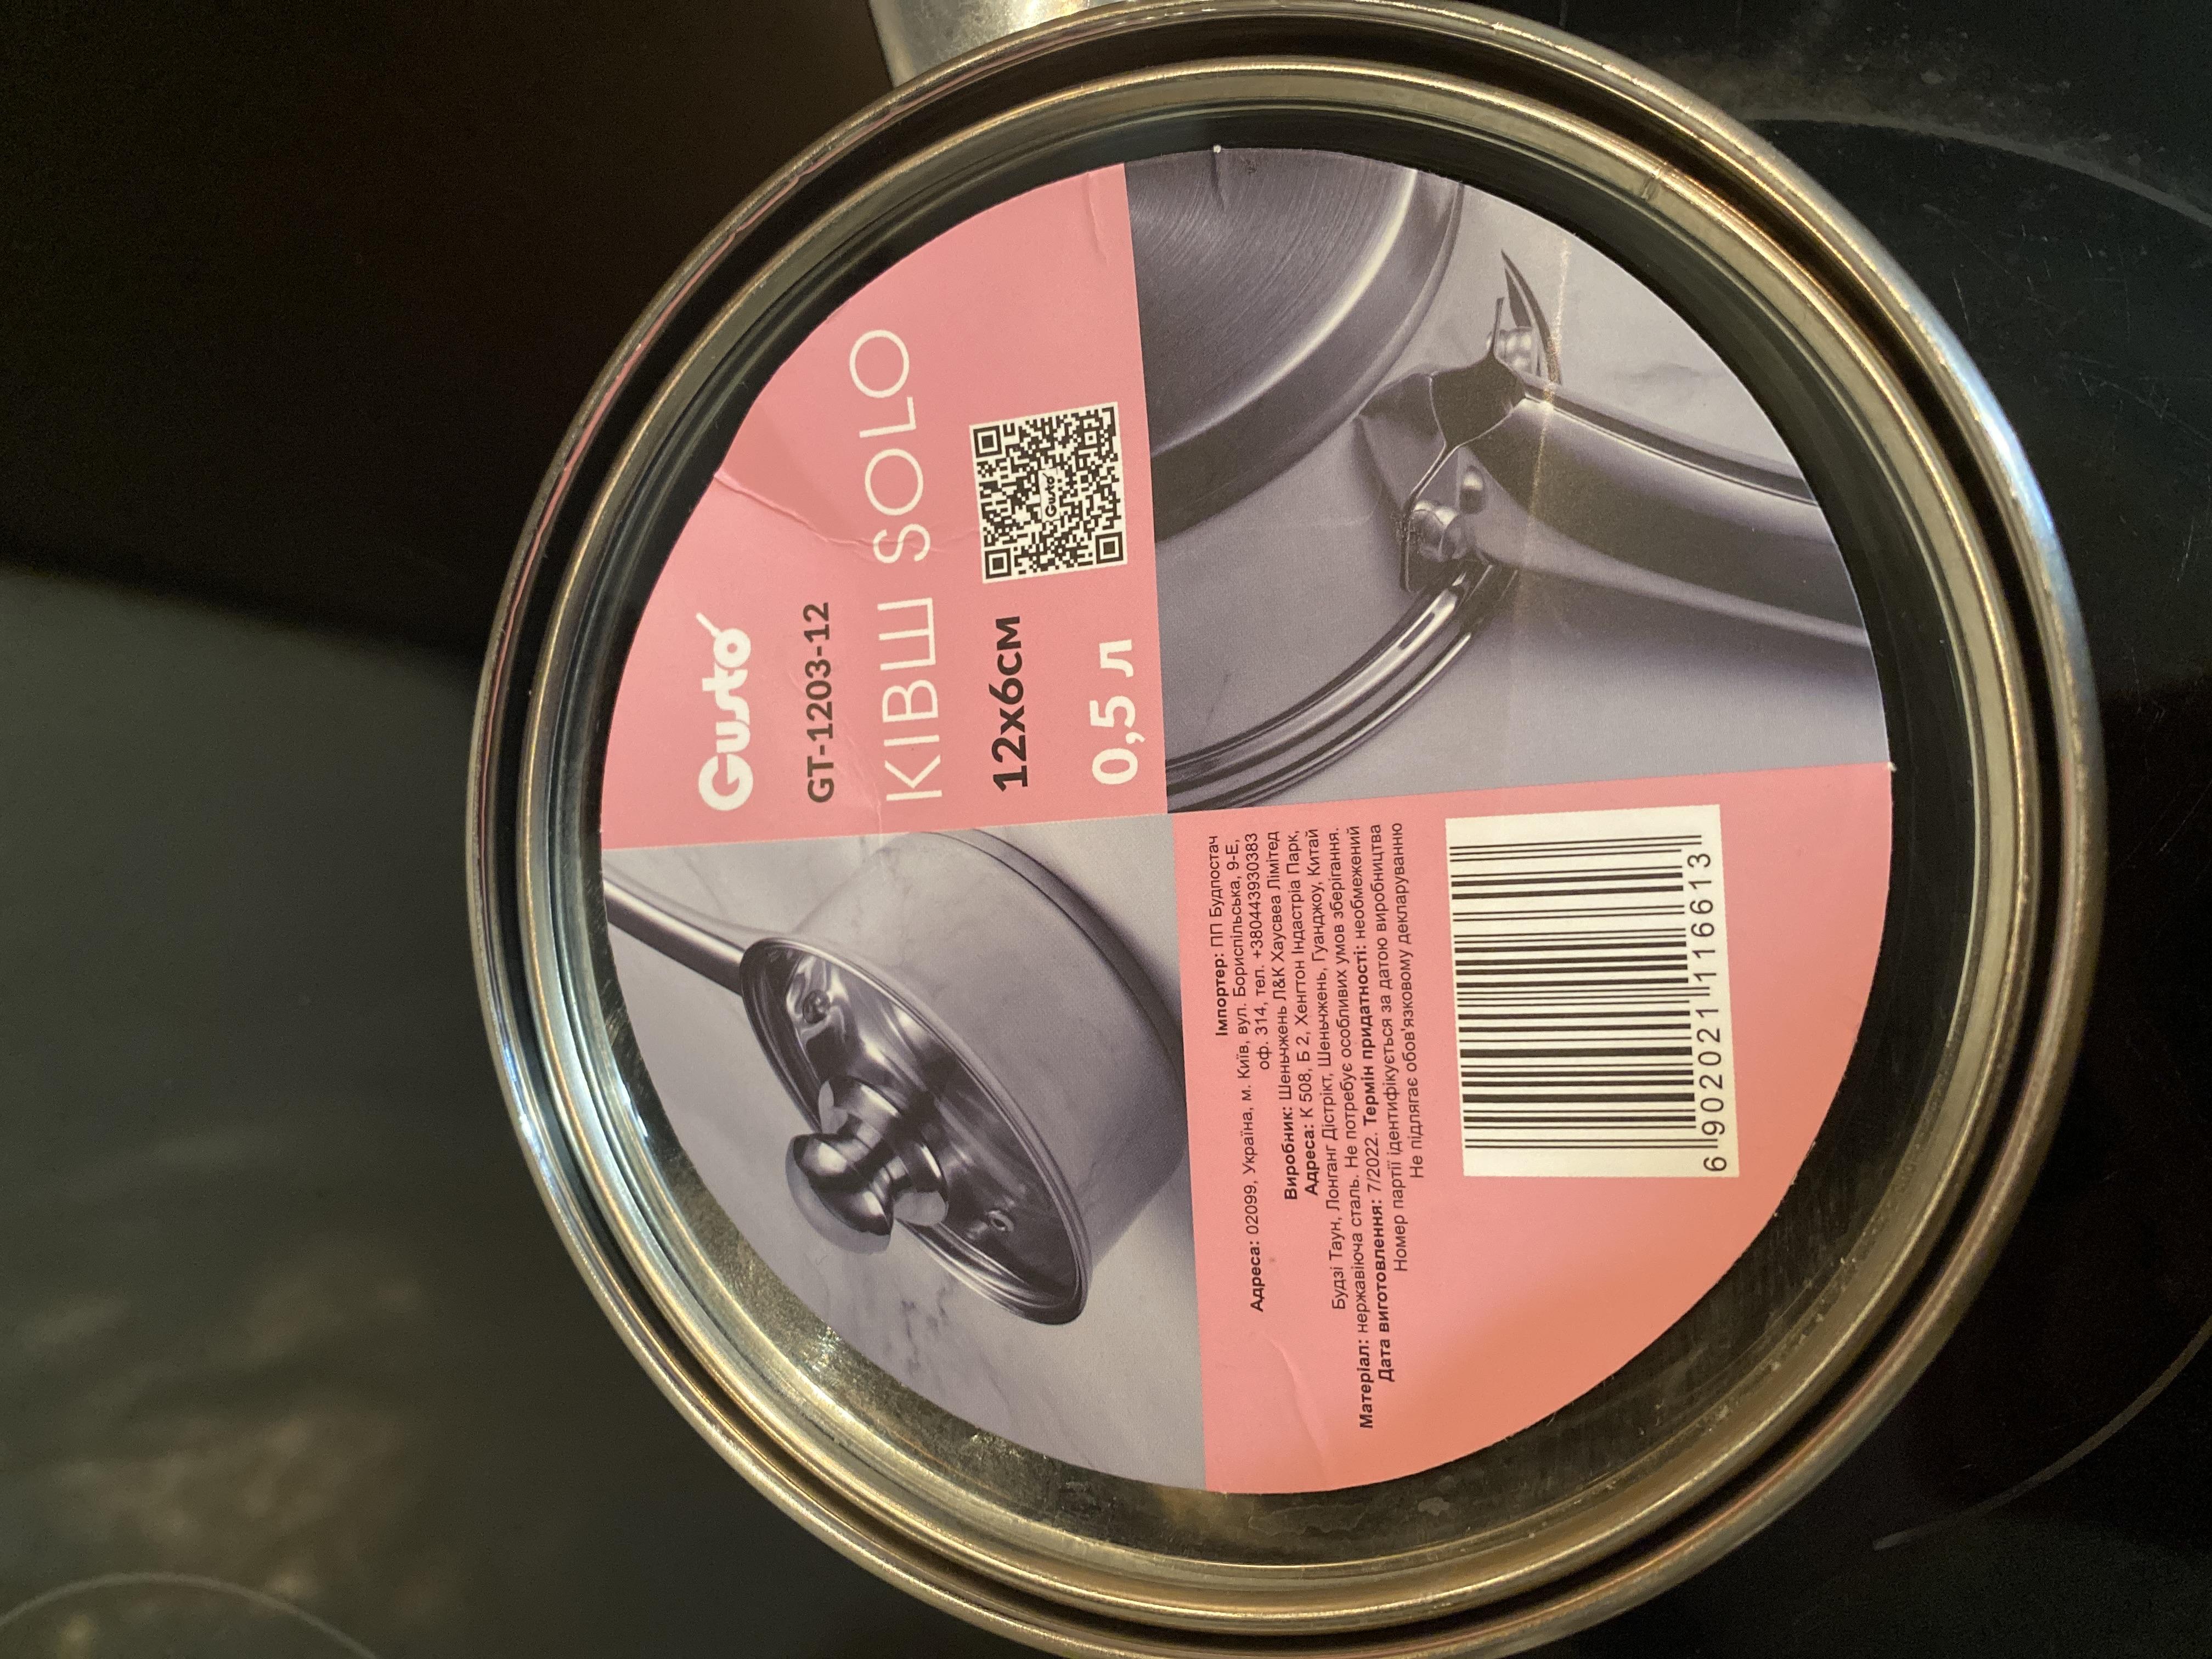 Gusto
GT-1203-12
КІВШ SOLO
12х6см
0,5 л
Gusto
Імпортер: ПП Будпостач
Адреса: 02099, Україна, м. Київ, вул. Бориспільська, 9-Е,
оф. 314, тел. +380443930383
Виробник: Шеньчжень Л&К Хаусвеа Лімітед
Адреса: К 508, Б 2, Хенгтон Індастріа Парк,
Будзі Таун, Лонганг Дістрікт, Шеньчжень, Гуанджоу, Китай
Матеріал: нержавіюча сталь. Не потребує особливих умов зберігання.
Дата виготовлення: 7/2022. Термін придатності: необмежений
Номер партії ідентифікується за датою виробництва
Не підлягає обов'язковому декларуванню
6 902021 116613